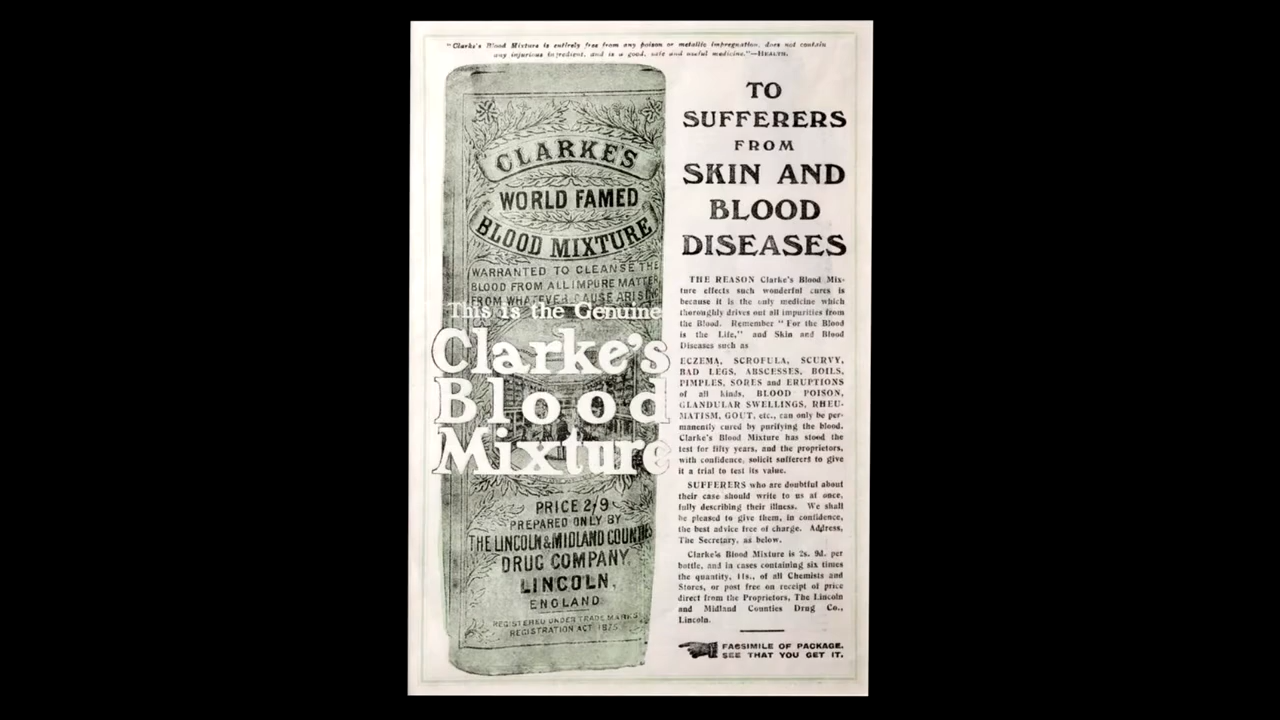 "Clarke's Blood Mixture is entirely free from any poison or metallic impregnation, does not contain
any injurious ingredient, and is a good, safe and useful medicine."—HEALTH.
CLARKE'S
WORLD FAMED
BLOOD MIXTURE
WARRANTED TO CLEANSE THE
BLOOD FROM ALL IMPURE MATTER
FROM WHATEVER CAUSE ARISING
This is the Genuine
Clarke's
Blood
Mixture
PRICE 2/9
PREPARED ONLY BY
THE LINCOLN & MIDLAND COUNTIES
DRUG COMPANY,
LINCOLN,
ENGLAND
REGISTERED UNDER TRADE MARKS
REGISTRATION ACT 1875
TO
SUFFERERS
FROM
SKIN AND
BLOOD
DISEASES
THE REASON Clarke's Blood Mix-
ture effects such wonderful cures is
because it is the only medicine which
thoroughly drives out all impurities from
the Blood. Remember "For the Blood
is the Life," and Skin and Blood
Diseases such as
ECZEMA, SCROFULA, SCURVY,
BAD LEGS, ABSCESSES, BOILS,
PIMPLES, SORES and ERUPTIONS
of all kinds, BLOOD POISON,
GLANDULAR SWELLINGS, RHEU-
MATISM, GOUT, etc., can only be per-
manently cured by purifying the blood.
Clarke's Blood Mixture has stood the
test for fifty years, and the proprietors,
with confidence, solicit sufferers to give
it a trial to test its value.
SUFFERERS who are doubtful about
their case should write to us at once,
fully describing their illness. We shall
be pleased to give them, in confidence,
the best advice free of charge. Address,
The Secretary, as below.
Clarke's Blood Mixture is 2s. 9d. per
bottle, and in cases containing six times
the quantity, 11s., of all Chemists and
Stores, or post free on receipt of price
direct from the Proprietors, The Lincoln
and Midland Counties Drug Co.,
Lincoln.
FACSIMILE OF PACKAGE.
SEE THAT YOU GET IT.